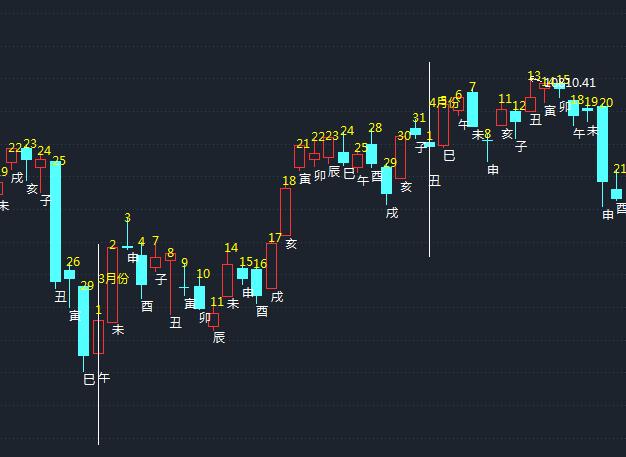 9
未
22
戌
23
亥
24
子
25
丑
26
寅
29
巳
3月份
1
午
2
未
3
申
4
酉
7
子
8
丑
9
寅
10
卯
11
辰
14
未
15
申
16
酉
17
戌
18
亥
21
寅
22
卯
23
辰
24
巳
25
午
28
酉
29
戌
30
亥
31
子
4月份
1
丑
巳
6
午
7
未
8
申
11
亥
12
子
13
丑
10210.41
14
寅
15
卯
18
午
19
未
20
申
21
酉